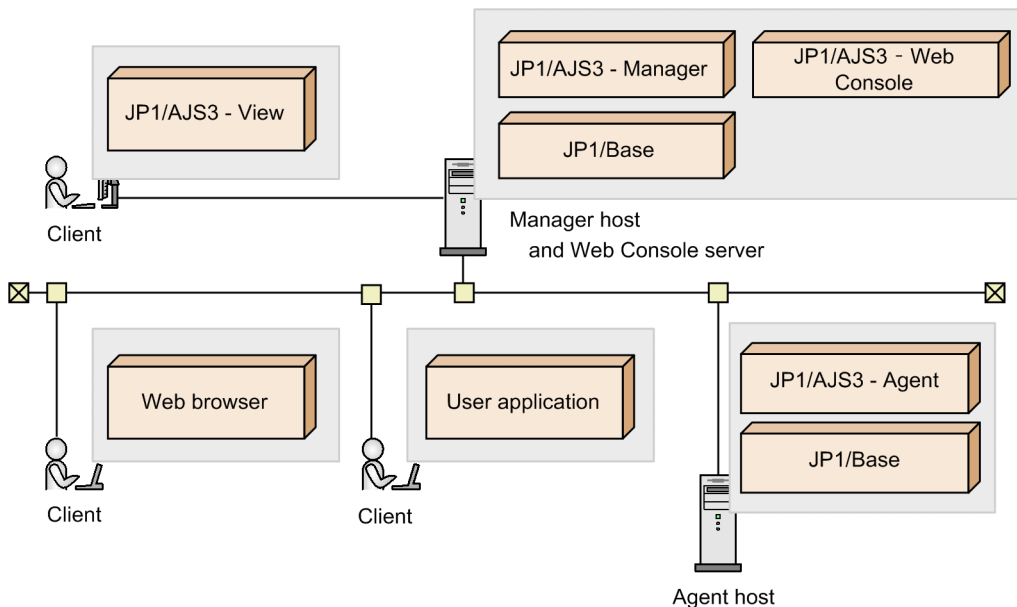 JP1/AJS3 - View
JP1/AJS3 - Manager
JP1/AJS3 - Web
Console
JP1/Base
Client
Manager host
and Web Console server
Web browser
User application
JP1/AJS3 - Agent
JP1/Base
Client
Client
Agent host